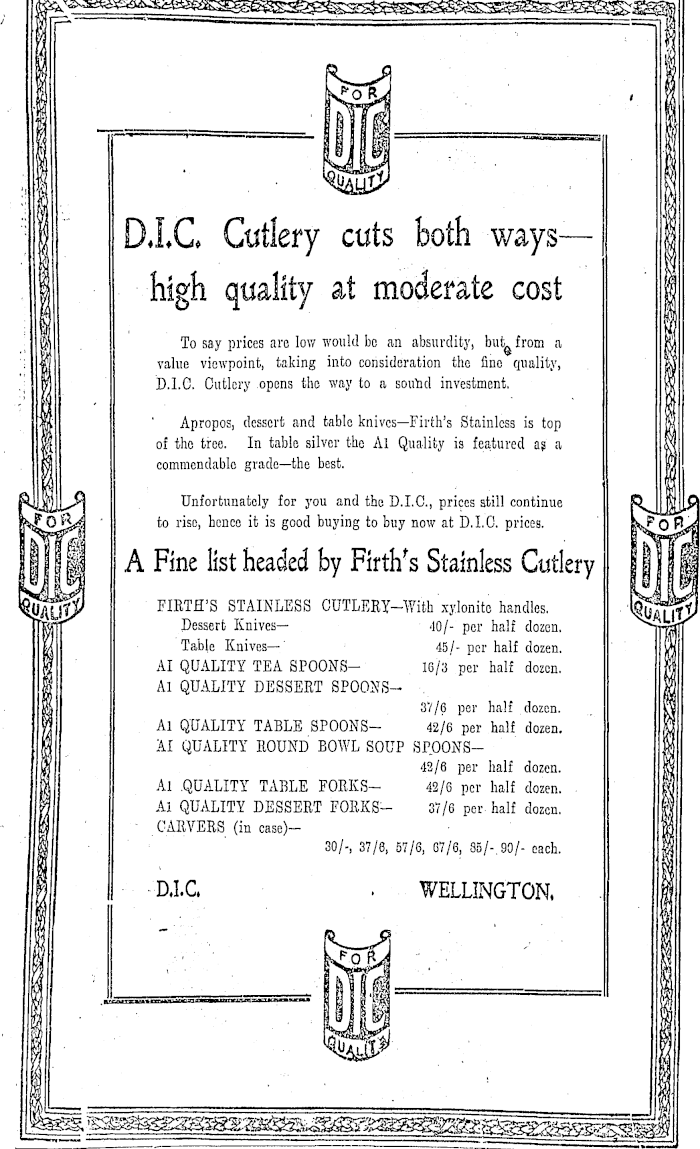 FOR
DIC
QUALITY
D.I.C. Cutlery cuts both ways—
high quality at moderate cost
To say prices are low would be an absurdity, but, from a
value viewpoint, taking into consideration the fine quality,
D.I.C. Cutlery opens the way to a sound investment.
Apropos, dessert and table knives—Firth's Stainless is top
of the tree. In table silver the A1 Quality is featured as a
commendable grade—the best.
Unfortunately for you and the D.I.C., prices still continue
to rise, hence it is good buying to buy now at D.I.C. prices.
FOR
DIC
QUALITY
FOR
DIC
QUALITY
A Fine list headed by Firth's Stainless Cutlery
FIRTH'S STAINLESS CUTLERY—With xylonite handles.
Dessert Knives— 40/- per half dozen.
Table Knives— 45/- per half dozen.
AI QUALITY TEA SPOONS— 16/3 per half dozen.
A1 QUALITY DESSERT SPOONS—
37/6 per half dozen.
A1 QUALITY TABLE SPOONS— 42/6 per half dozen.
AI QUALITY ROUND BOWL SOUP SPOONS—
42/6 per half dozen.
A1 QUALITY TABLE FORKS— 42/6 per half dozen.
A1 QUALITY DESSERT FORKS— 37/6 per half dozen.
CARVERS (in case)—
30/-, 37/6, 57/6, 67/6, 85/- 90/- each.
D.I.C. WELLINGTON.
FOR
DIC
QUALITY